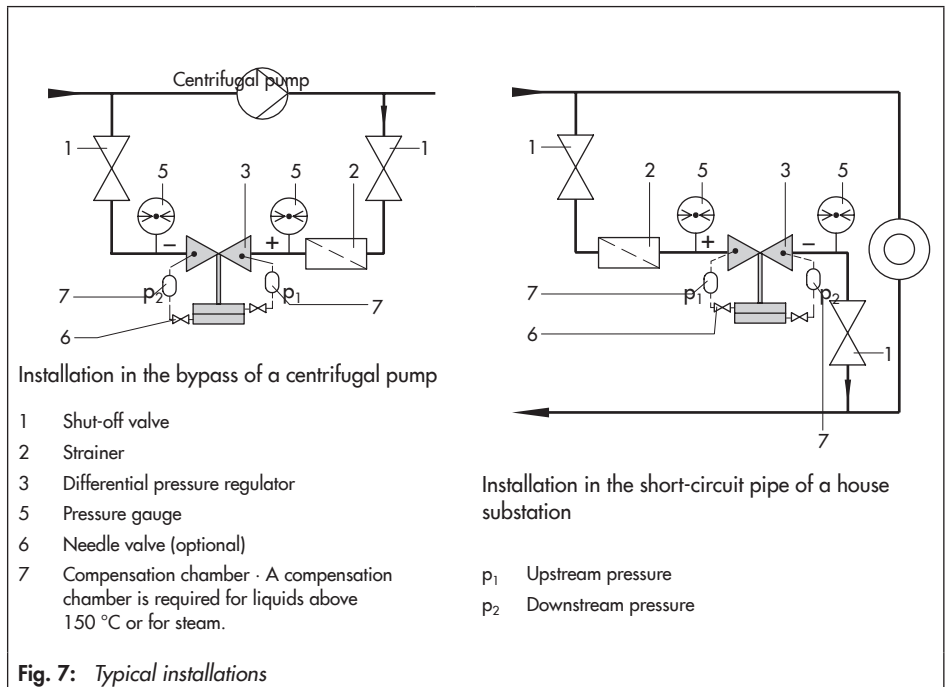 Centrifugal pump
1
1
5
3
5
2
–
+
7
p2
p1
7
6
Installation in the bypass of a centrifugal pump
1 Shut-off valve
2 Strainer
3 Differential pressure regulator
5 Pressure gauge
6 Needle valve (optional)
7 Compensation chamber · A compensation
chamber is required for liquids above
150 °C or for steam.
1
2
5
3
5
+
–
7
p1
p2
6
1
7
Installation in the short-circuit pipe of a house
substation
p1 Upstream pressure
p2 Downstream pressure
Fig. 7: Typical installations